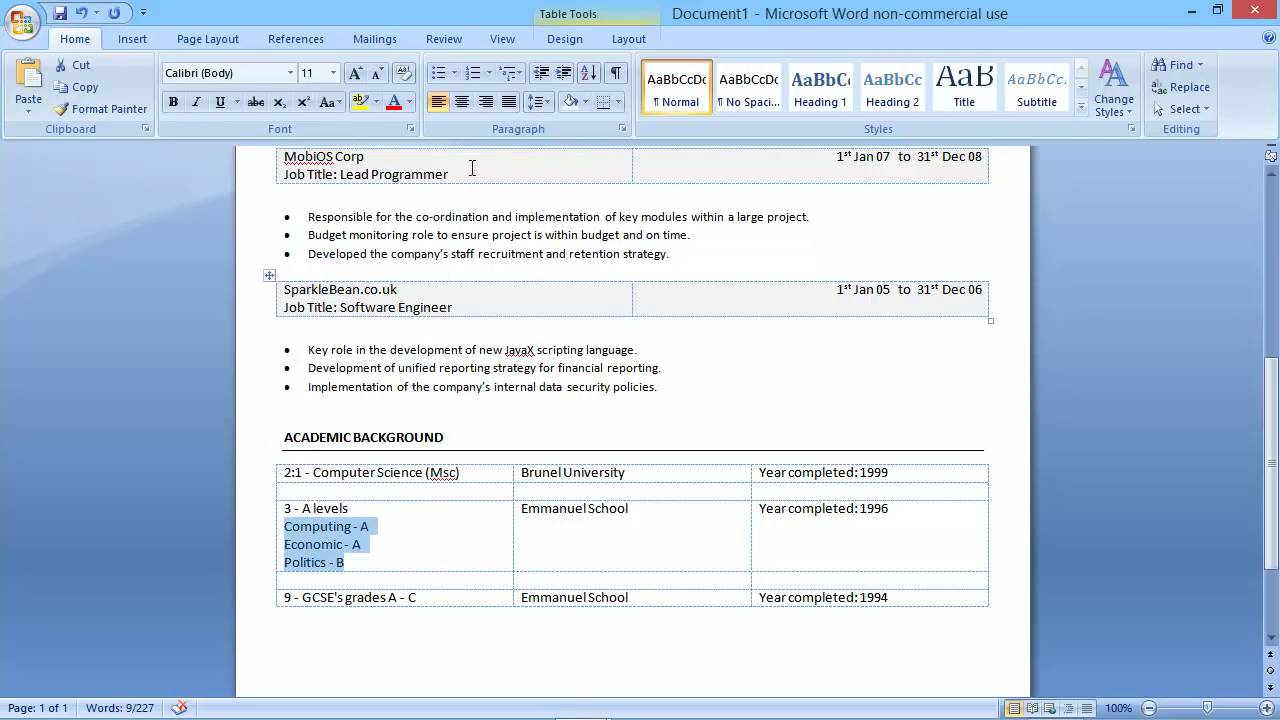 Table Tools
Document1 - Microsoft Word non-commercial use
Home Insert Page Layout References Mailings Review View Design Layout
Paste
Cut
Copy
Format Painter
Clipboard
Calibri (Body) 11
B I U abc X₂ X² Aa
Font
Paragraph
AaBbCcDc AaBbCcDc AaBbCc AaBbCc AaB AaBbCc.
¶ Normal ¶ No Spaci... Heading 1 Heading 2 Title Subtitle
Change Styles
Styles
Find
Replace
Select
Editing
MobiOS Corp 1st Jan 07 to 31st Dec 08
Job Title: Lead Programmer
• Responsible for the co-ordination and implementation of key modules within a large project.
• Budget monitoring role to ensure project is within budget and on time.
• Developed the company's staff recruitment and retention strategy.
SparkleBean.co.uk 1st Jan 05 to 31st Dec 06
Job Title: Software Engineer
• Key role in the development of new JavaX scripting language.
• Development of unified reporting strategy for financial reporting.
• Implementation of the company's internal data security policies.
ACADEMIC BACKGROUND
2:1 - Computer Science (Msc) Brunel University Year completed: 1999
3 - A levels Emmanuel School Year completed: 1996
Computing - A
Economic - A
Politics - B
9 - GCSE's grades A - C Emmanuel School Year completed: 1994
Page: 1 of 1 Words: 9/227 100%